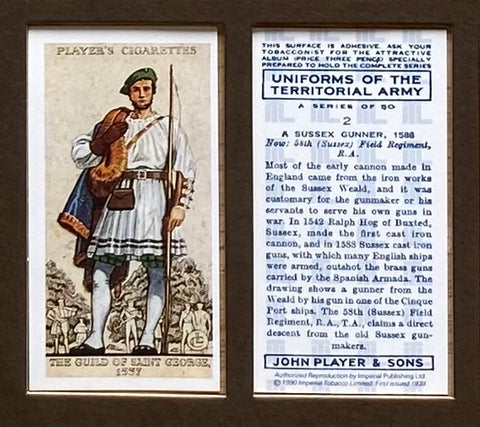 PLAYER'S CIGARETTES
THE GUILD OF SAINT GEORGE,
1537
THIS SURFACE IS ADHESIVE. ASK YOUR
TOBACCONIST FOR THE ATTRACTIVE
ALBUM (PRICE THREE PENCE) SPECIALLY
PREPARED TO HOLD THE COMPLETE SERIES
UNIFORMS OF THE
TERRITORIAL ARMY
A SERIES OF 50
2
A SUSSEX GUNNER, 1588
Now: 58th (Sussex) Field Regiment,
R.A.
Most of the early cannon made in
England came from the iron works
of the Sussex Weald, and it was
customary for the gunmaker or his
servants to serve his own guns in
war. In 1542 Ralph Hog of Buxted,
Sussex, made the first cast iron
cannon, and in 1588 Sussex cast iron
guns, with which many English ships
were armed, outshot the brass guns
carried by the Spanish Armada. The
drawing shows a gunner from the
Weald by his gun in one of the Cinque
Port ships. The 58th (Sussex) Field
Regiment, R.A., T.A., claims a direct
descent from the old Sussex gun-
makers.
JOHN PLAYER & SONS
Authorized Reproduction by Imperial Publishing Ltd.
© 1990 Imperial Tobacco Limited. First issued 1939